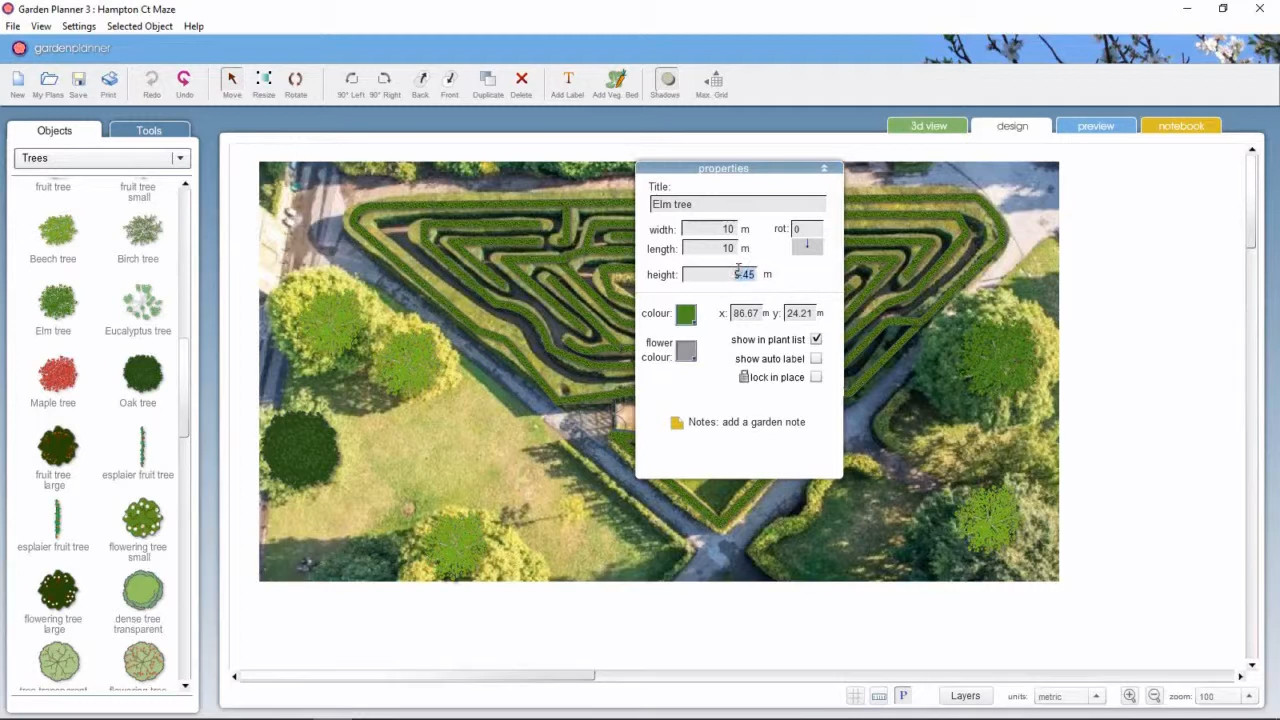 Garden Planner 3 : Hampton Ct Maze
File View Settings Selected Object Help
gardenplanner
New My Plans Save Print Redo Undo Move Resize Rotate 90° Left 90° Right Back Front Duplicate Delete Add Label Add Veg. Bed Shadows Max. Grid
Objects Tools
3d view design preview notebook
Trees
fruit tree
fruit tree
small
Beech tree Birch tree
Elm tree Eucalyptus tree
Maple tree Oak tree
fruit tree
large
esplaier fruit tree
esplaier fruit tree
flowering tree
small
flowering tree
large
dense tree
transparent
properties
Title:
Elm tree
width: 10 m rot: 0
length: 10 m
height: 5.45 m
colour: x: 86.67 m y: 24.21 m
show in plant list
flower
colour:
show auto label
lock in place
Notes: add a garden note
P Layers units: metric zoom: 100